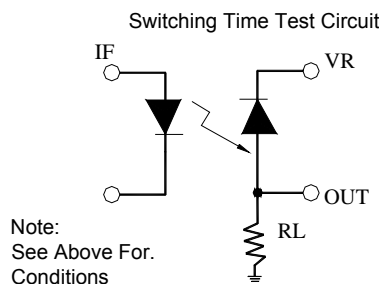 Switching Time Test Circuit
IF
VR
OUT
RL
Note:
See Above For.
Conditions